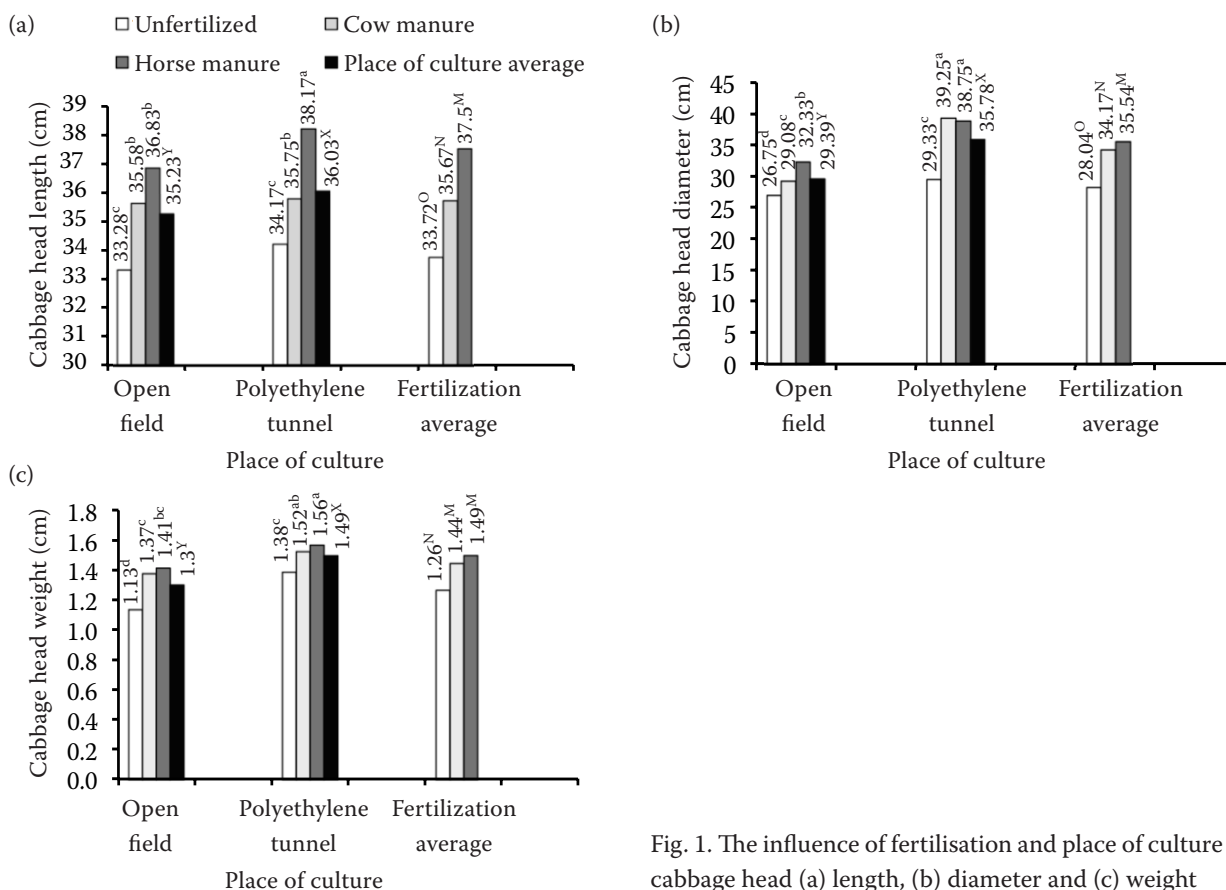 (a)
Unfertilized Cow manure
Horse manure Place of culture average
Cabbage head length (cm)
39
38
37
36
35
34
33
32
31
30
33.28c 35.58b 36.83b 35.23Y
34.17c 35.75b 38.17a 36.03X
33.72O 35.67N 37.5M
Open field
Polyethylene tunnel
Fertilization average
Place of culture
(b)
Cabbage head diameter (cm)
45
40
35
30
25
20
15
10
5
0
26.75d 29.08c 32.33b 29.39Y
29.33c 39.25a 38.75a 35.78X
28.04O 34.17N 35.54M
Open field
Polyethylene tunnel
Fertilization average
Place of culture
(c)
Cabbage head weight (cm)
1.8
1.6
1.4
1.2
1.0
0.8
0.6
0.4
0.2
0.0
1.13d 1.37c 1.41bc 1.3Y
1.38c 1.52ab 1.56a 1.49X
1.26N 1.44M 1.49M
Open field
Polyethylene tunnel
Fertilization average
Place of culture
Fig. 1. The influence of fertilisation and place of culture
cabbage head (a) length, (b) diameter and (c) weight